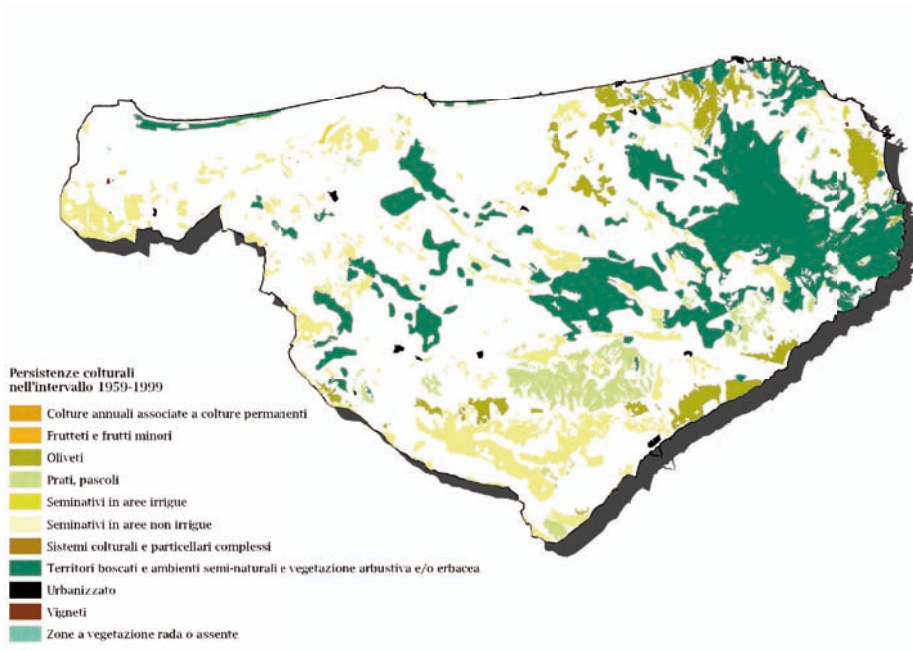 Persistenze colturali
nell'intervallo 1959-1999
Colture annuali associate a colture permanenti
Frutteti e frutti minori
Oliveti
Prati, pascoli
Seminativi in aree irrigue
Seminativi in aree non irrigue
Sistemi colturali e particellari complessi
Territori boscati e ambienti semi-naturali e vegetazione arbustiva e/o erbacea
Urbanizzato
Vigneti
Zone a vegetazione rada o assente